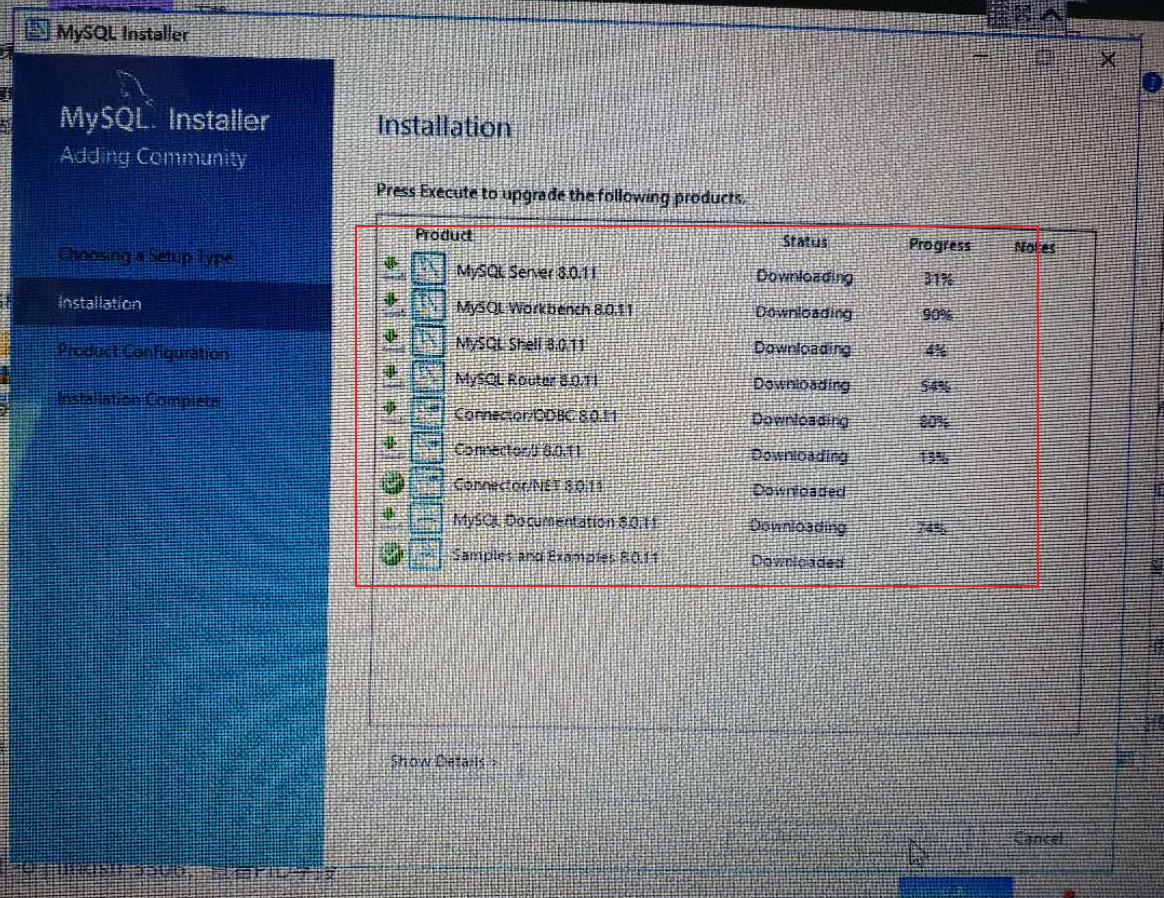 MySQL Installer
MySQL Installer
Adding Community
Choosing a Setup Type
Installation
Product Configuration
Installation Complete
Installation
Press Execute to upgrade the following products.
Product Status Progress Notes
MySQL Server 8.0.11 Downloading 31%
MySQL Workbench 8.0.11 Downloading 90%
MySQL Shell 8.0.11 Downloading 4%
MySQL Router 8.0.11 Downloading 54%
Connector/ODBC 8.0.11 Downloading 80%
Connector/J 8.0.11 Downloading 13%
Connector/NET 8.0.11 Downloaded
MySQL Documentation 8.0.11 Downloading 74%
Samples and Examples 8.0.11 Downloaded
Show Details >
Cancel